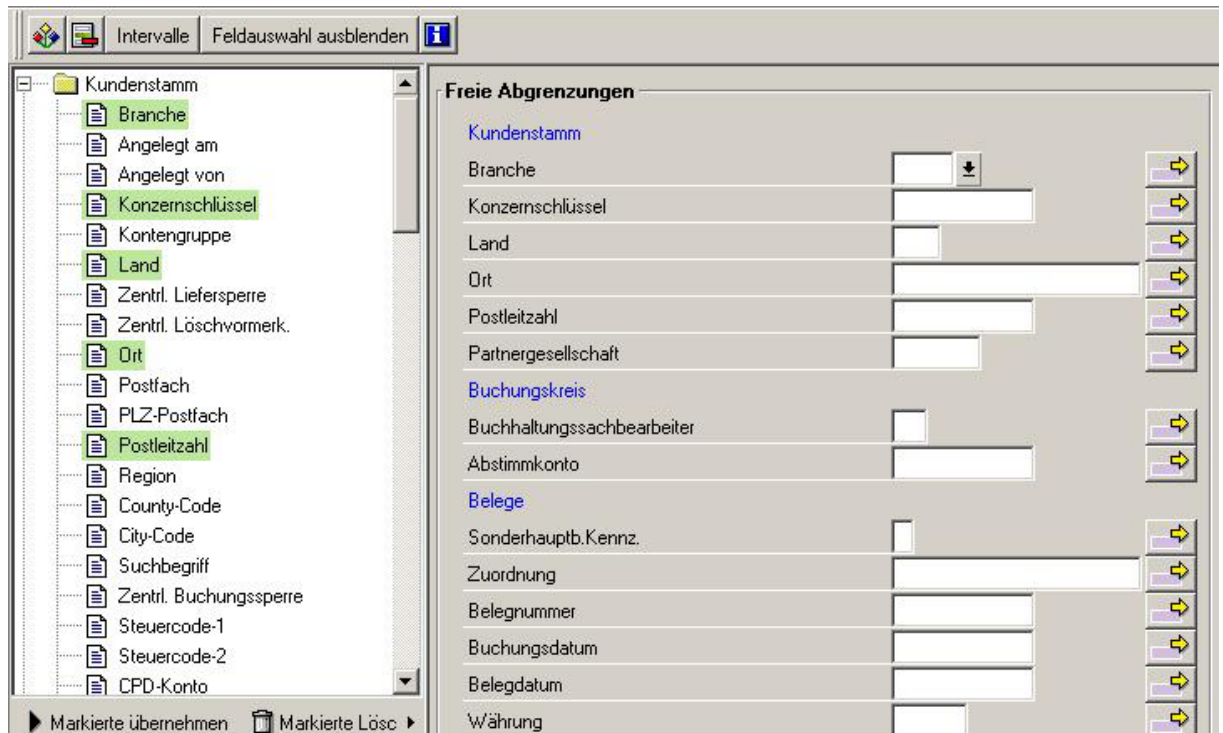 Intervalle Feldauswahl ausblenden
Kundenstamm
Branche
Angelegt am
Angelegt von
Konzernschlüssel
Kontengruppe
Land
Zentrl. Liefersperre
Zentrl. Löschvormerk.
Ort
Postfach
PLZ-Postfach
Postleitzahl
Region
County-Code
City-Code
Suchbegriff
Zentrl. Buchungssperre
Steuercode-1
Steuercode-2
CPD-Konto
Markierte übernehmen Markierte Lösc
Freie Abgrenzungen
Kundenstamm
Branche
Konzernschlüssel
Land
Ort
Postleitzahl
Partnergesellschaft
Buchungskreis
Buchhaltungssachbearbeiter
Abstimmkonto
Belege
Sonderhauptb.Kennz.
Zuordnung
Belegnummer
Buchungsdatum
Belegdatum
Währung